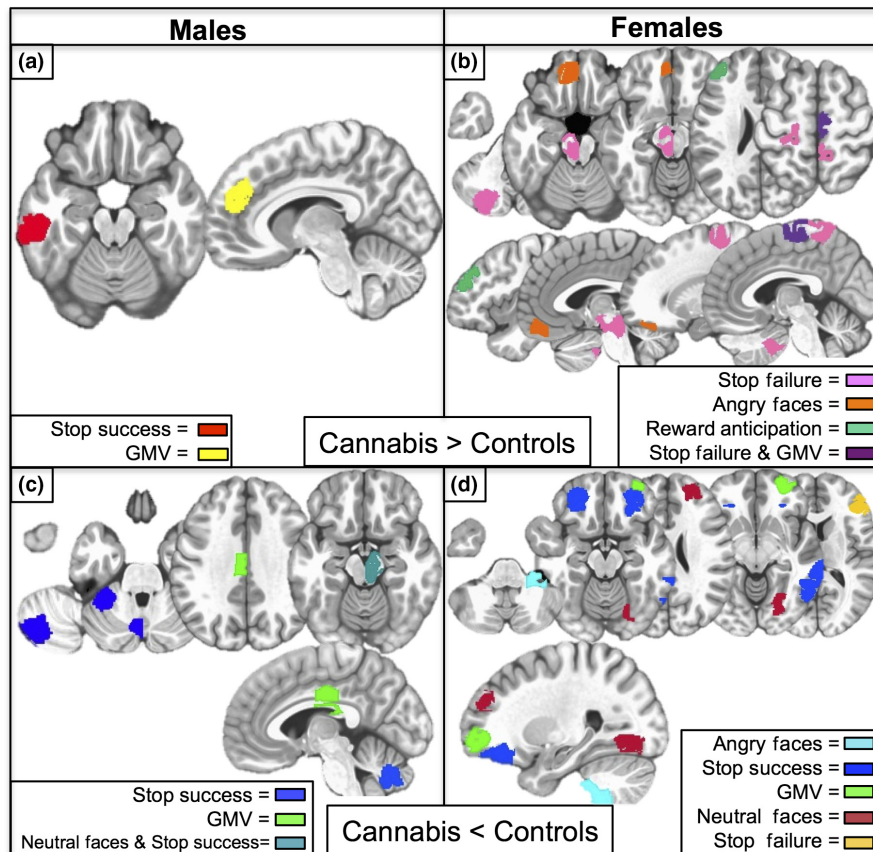 Males
Females
(a)
(b)
Stop success =
GMV =
Stop failure =
Angry faces =
Reward anticipation =
Stop failure & GMV =
Cannabis > Controls
(c)
(d)
Stop success =
GMV =
Neutral faces & Stop success=
Angry faces =
Stop success =
GMV =
Neutral faces =
Stop failure =
Cannabis < Controls